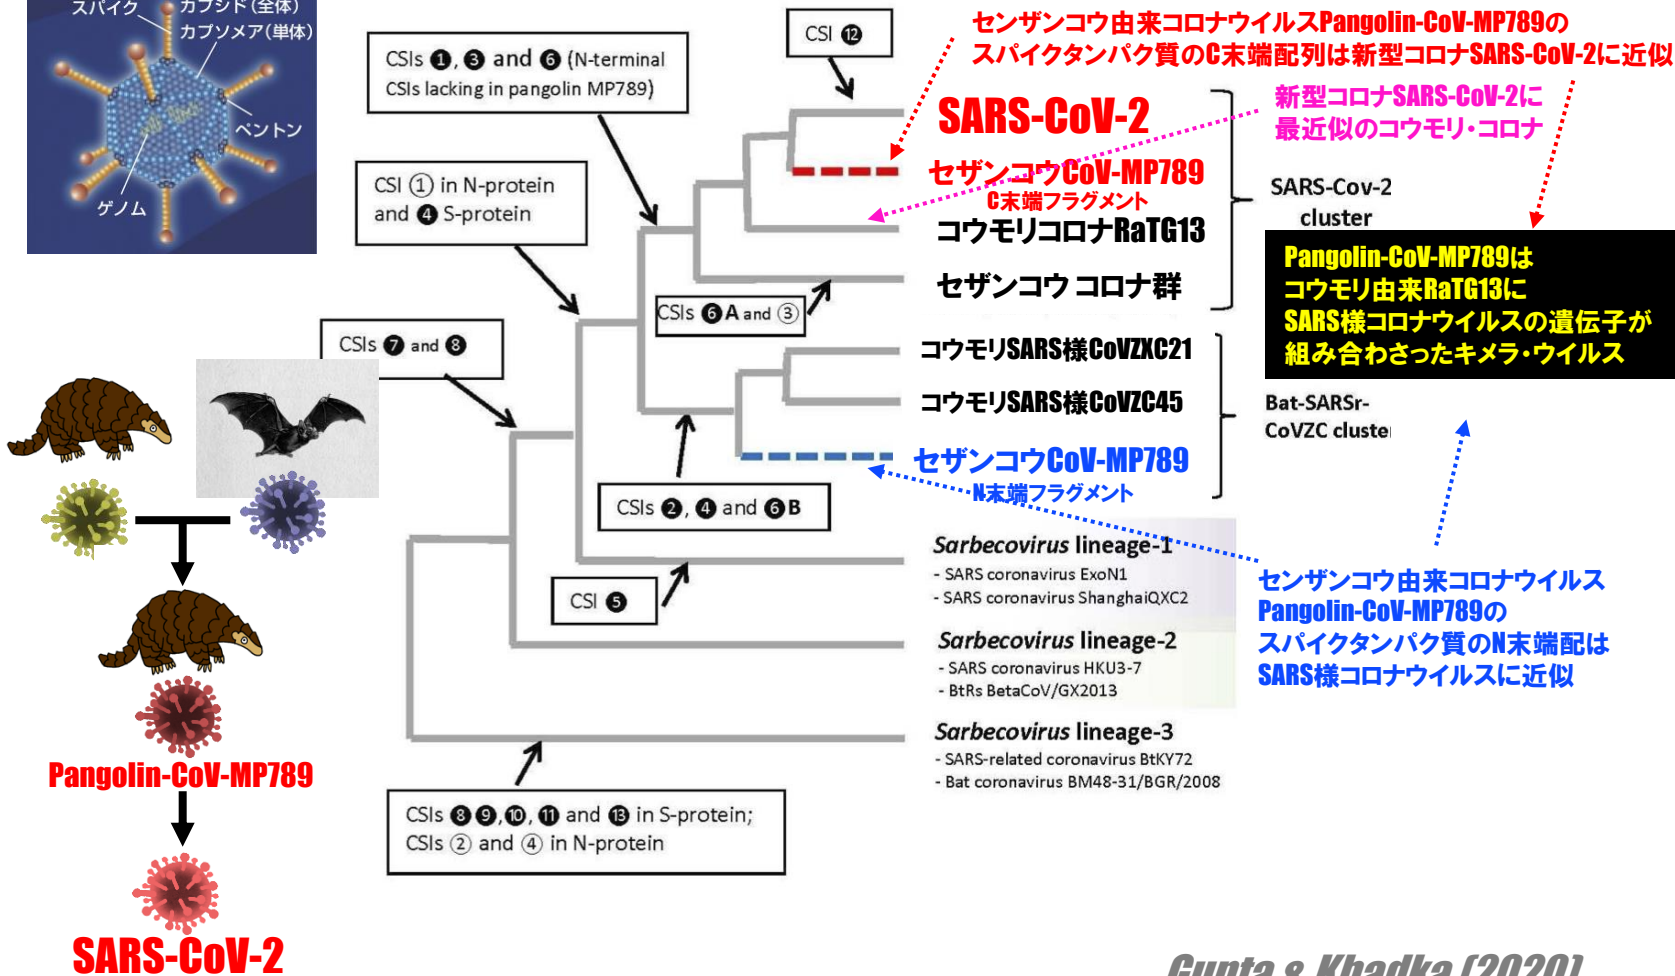 スパイク
カプシド(全体)
カプソメア(単体)
ペントン
ゲノム
CSIs ❶, ❸ and ❻ (N-terminal
CSIs lacking in pangolin MP789)
CSI ⓬
センザンコウ由来コロナウイルスPangolin-CoV-MP789の
スパイクタンパク質のC末端配列は新型コロナSARS-CoV-2に近似
新型コロナSARS-CoV-2に
最近似のコウモリ・コロナ
SARS-CoV-2
CSI ① in N-protein
and ❹ S-protein
セザンコウCoV-MP789
C末端フラグメント
SARS-Cov-2
cluster
コウモリコロナRaTG13
Pangolin-CoV-MP789は
コウモリ由来RaTG13に
SARS様コロナウイルスの遺伝子が
組み合わさったキメラ・ウイルス
セザンコウ コロナ群
CSIs ❻A and ③
CSIs ❼ and ❽
コウモリSARS様CoVZXC21
コウモリSARS様CoVZC45
Bat-SARSr-
CoVZC cluster
セザンコウCoV-MP789
N末端フラグメント
CSIs ❷, ❹ and ❻B
Sarbecovirus lineage-1
- SARS coronavirus ExoN1
- SARS coronavirus ShanghaiQXC2
センザンコウ由来コロナウイルス
Pangolin-CoV-MP789の
スパイクタンパク質のN末端配は
SARS様コロナウイルスに近似
CSI ❺
Sarbecovirus lineage-2
- SARS coronavirus HKU3-7
- BtRs BetaCoV/GX2013
Sarbecovirus lineage-3
- SARS-related coronavirus BtKY72
- Bat coronavirus BM48-31/BGR/2008
Pangolin-CoV-MP789
CSIs ❽ ❾, ❿, ⓫ and ⓭ in S-protein;
CSIs ② and ④ in N-protein
SARS-CoV-2
Gupta & Khadka (2020)